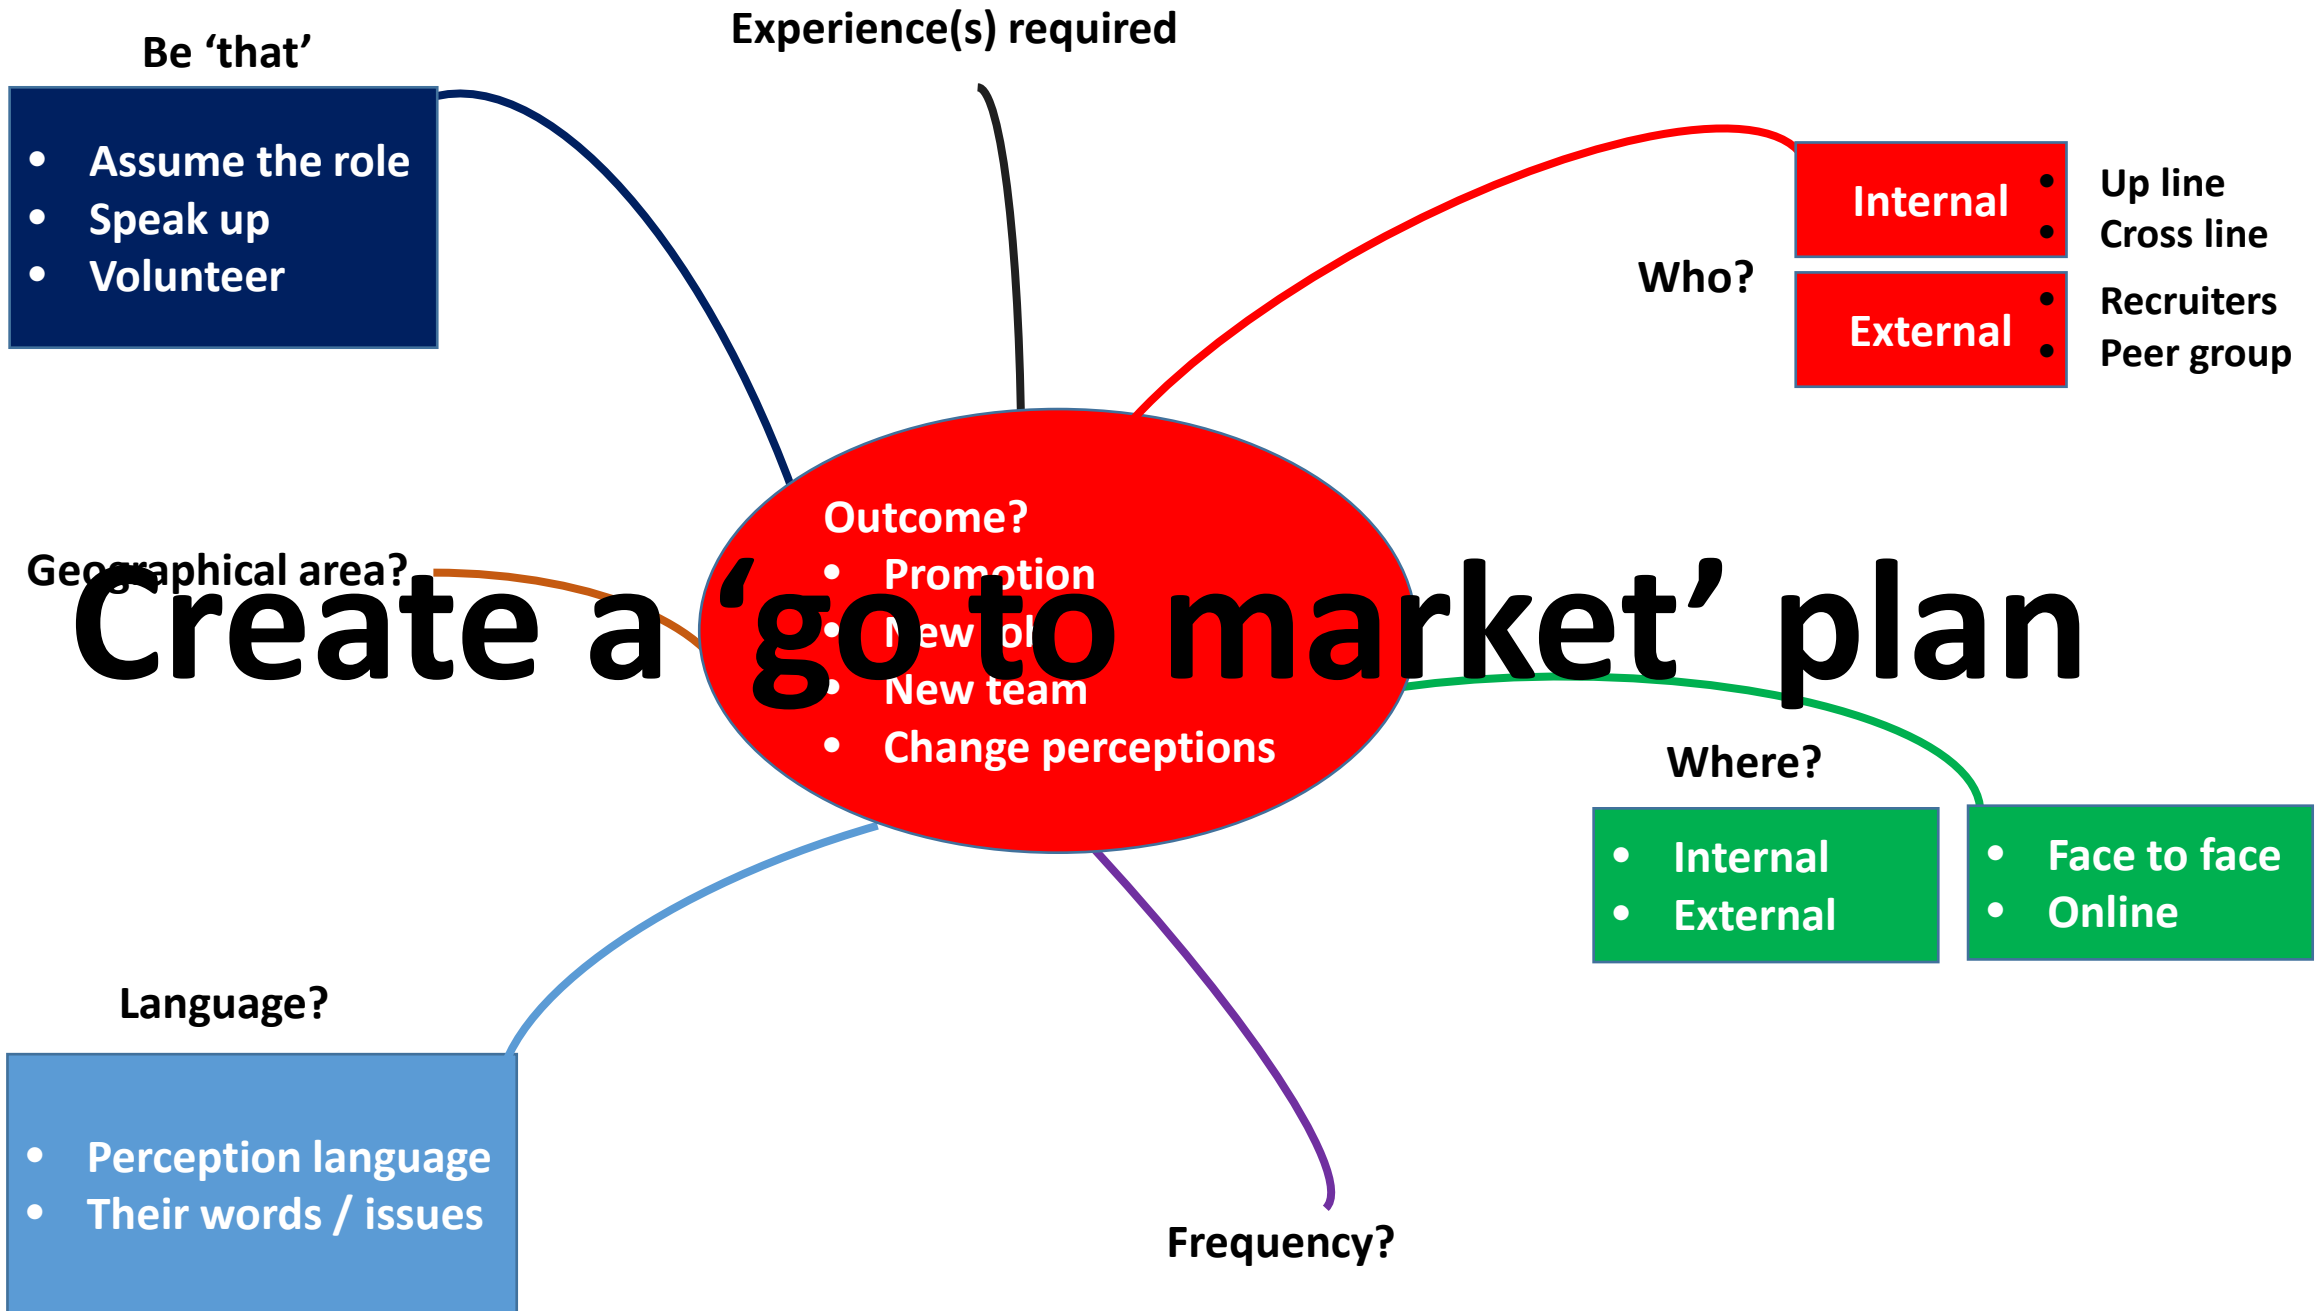 Experience(s) required
Be ‘that’
• Assume the role
• Speak up
• Volunteer
Who?
Internal
• Up line
• Cross line
External
• Recruiters
• Peer group
Geographical area?
Outcome?
• Promotion
• New
• New team
• Change perceptions
Create a ‘go to market’ plan
Where?
• Internal
• External
• Face to face
• Online
Language?
• Perception language
• Their words / issues
Frequency?